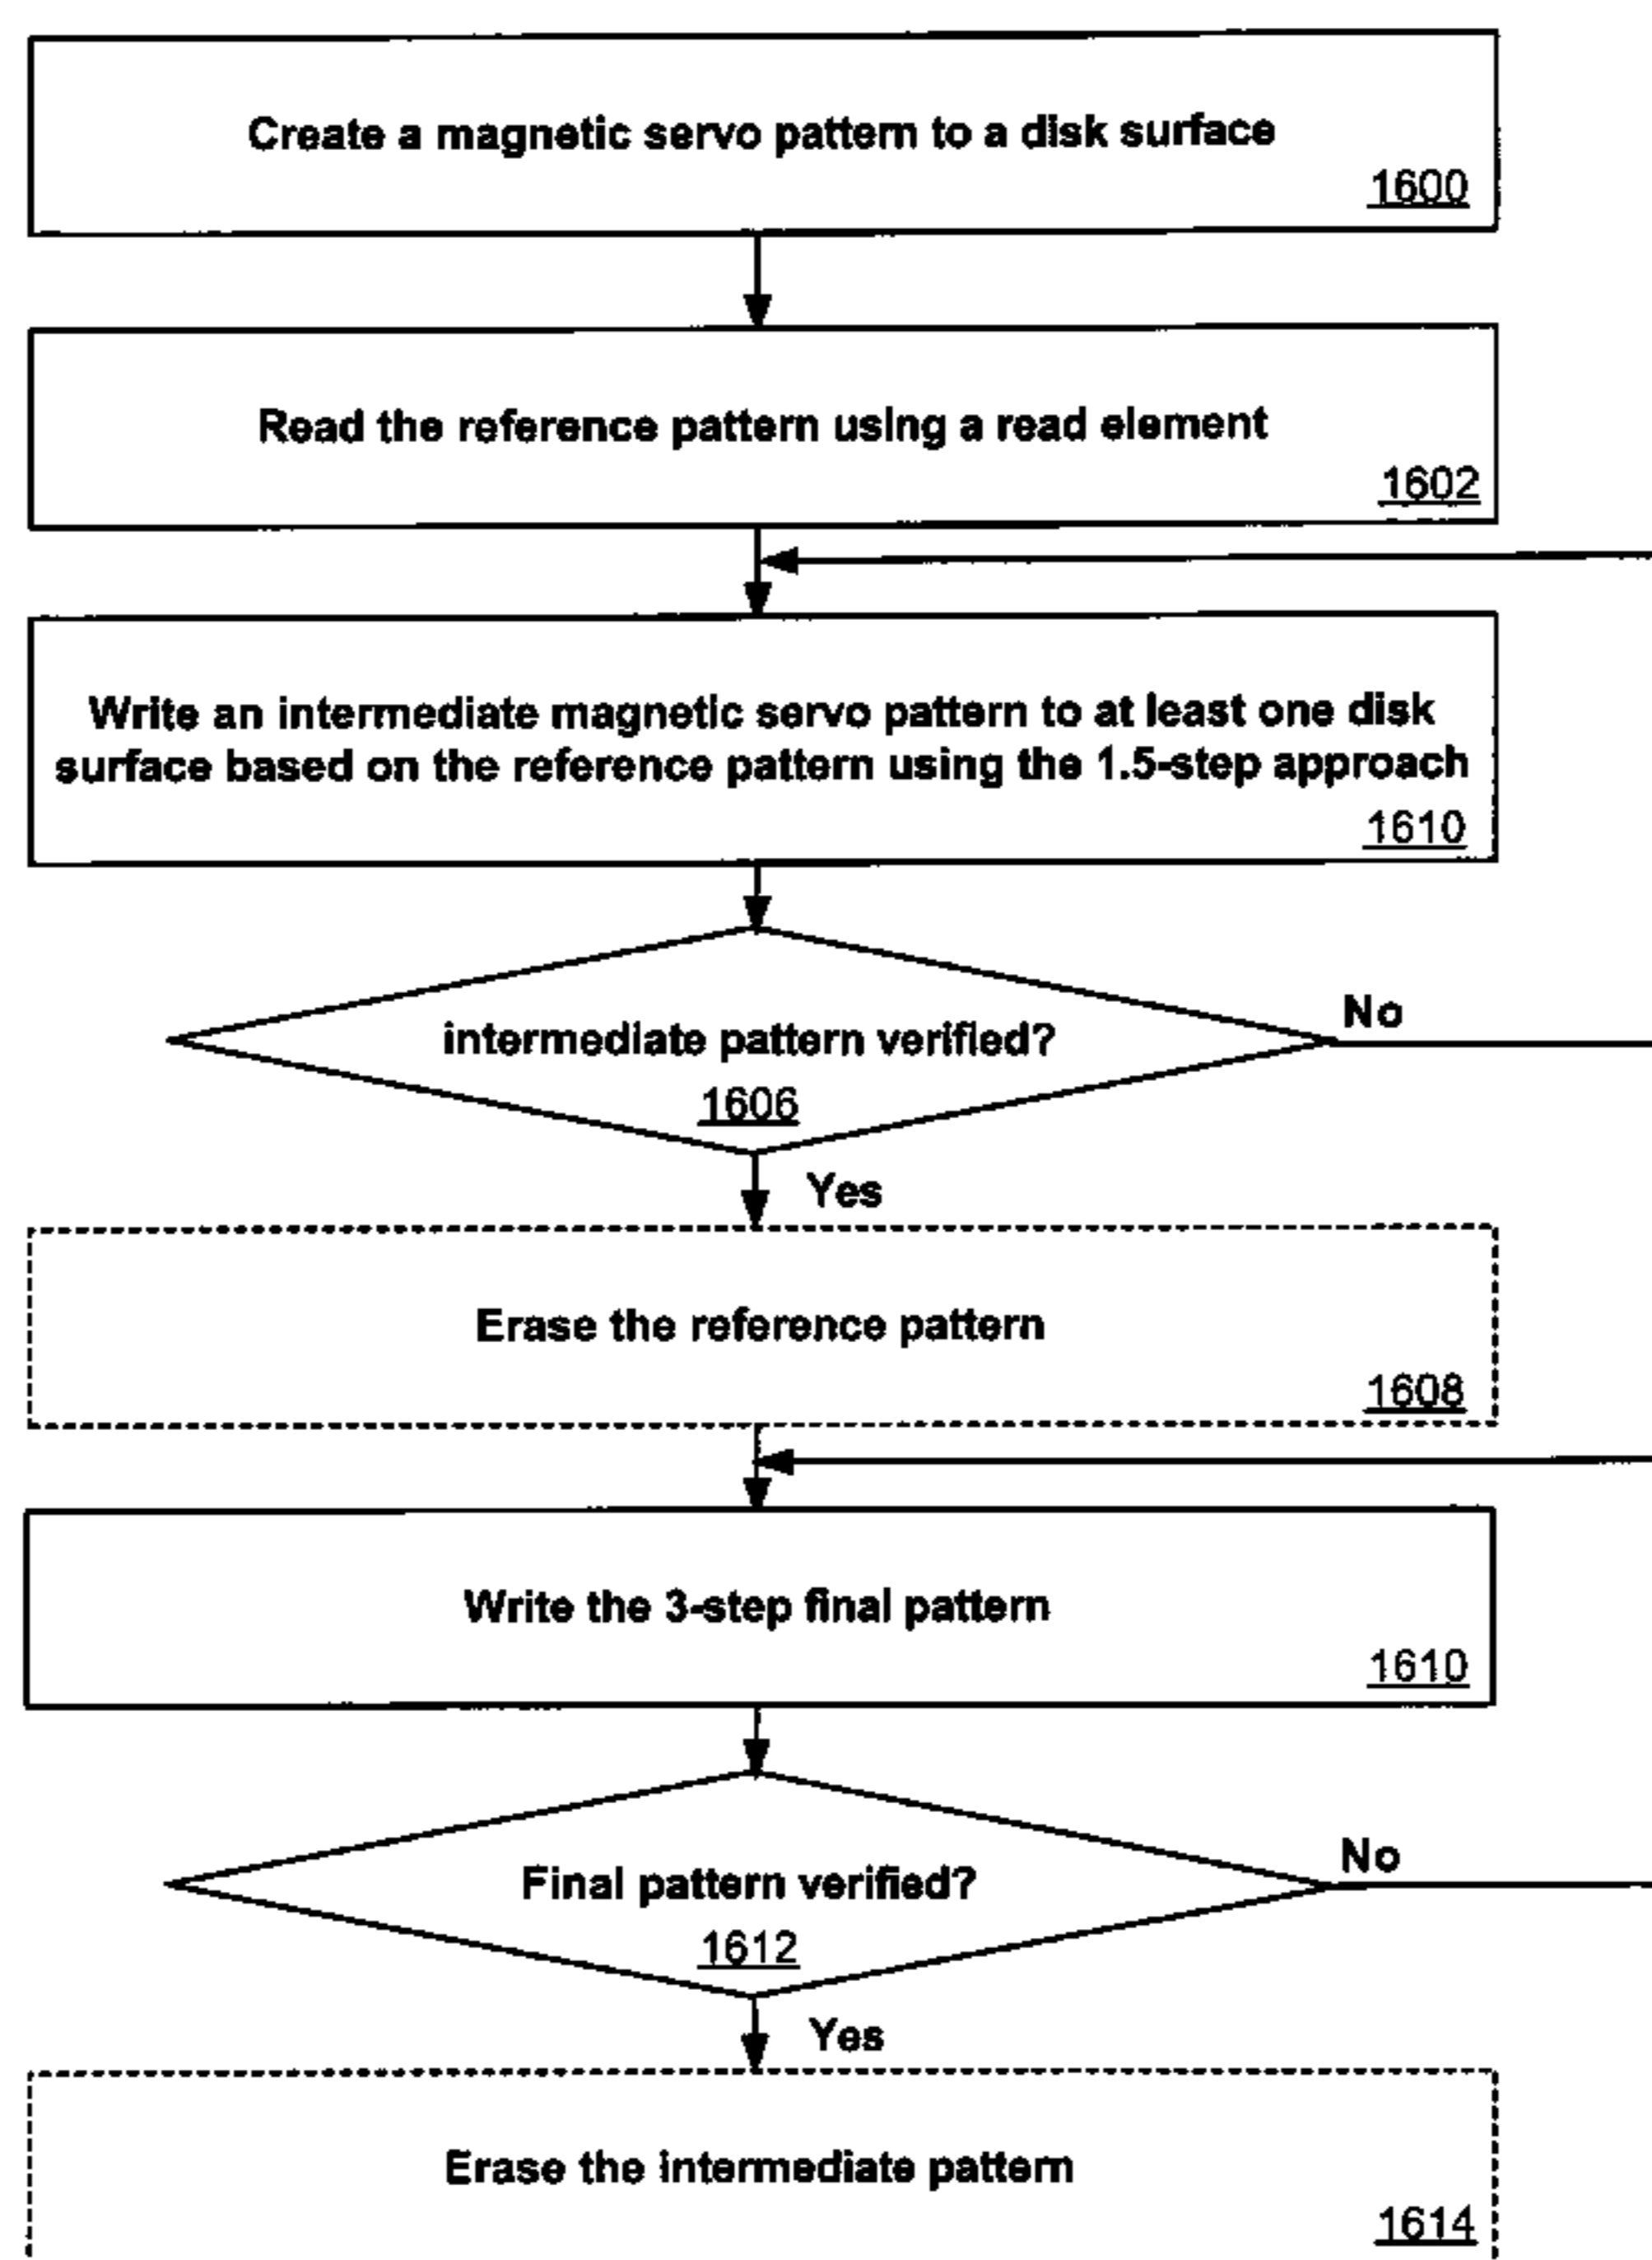 Create a magnetic servo pattern to a disk surface
1600
Read the reference pattern using a read element
1602
Write an intermediate magnetic servo pattern to at least one disk
surface based on the reference pattern using the 1.5-step approach
1610
intermediate pattern verified?
No
1606
Yes
Erase the reference pattern
1608
Write the 3-step final pattern
1610
Final pattern verified?
No
1612
Yes
Erase the intermediate pattern
1614